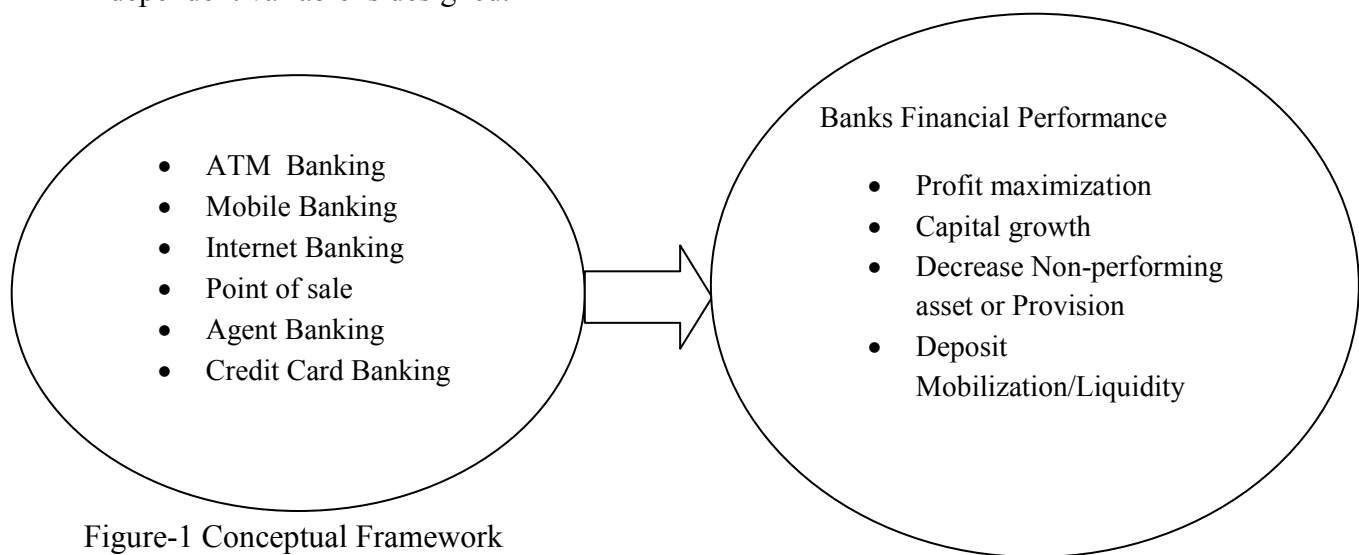 ATM Banking
Mobile Banking
Internet Banking
Point of sale
Agent Banking
Credit Card Banking
Banks Financial Performance
Profit maximization
Capital growth
Decrease Non-performing
asset or Provision
Deposit
Mobilization/Liquidity
Figure-1 Conceptual Framework